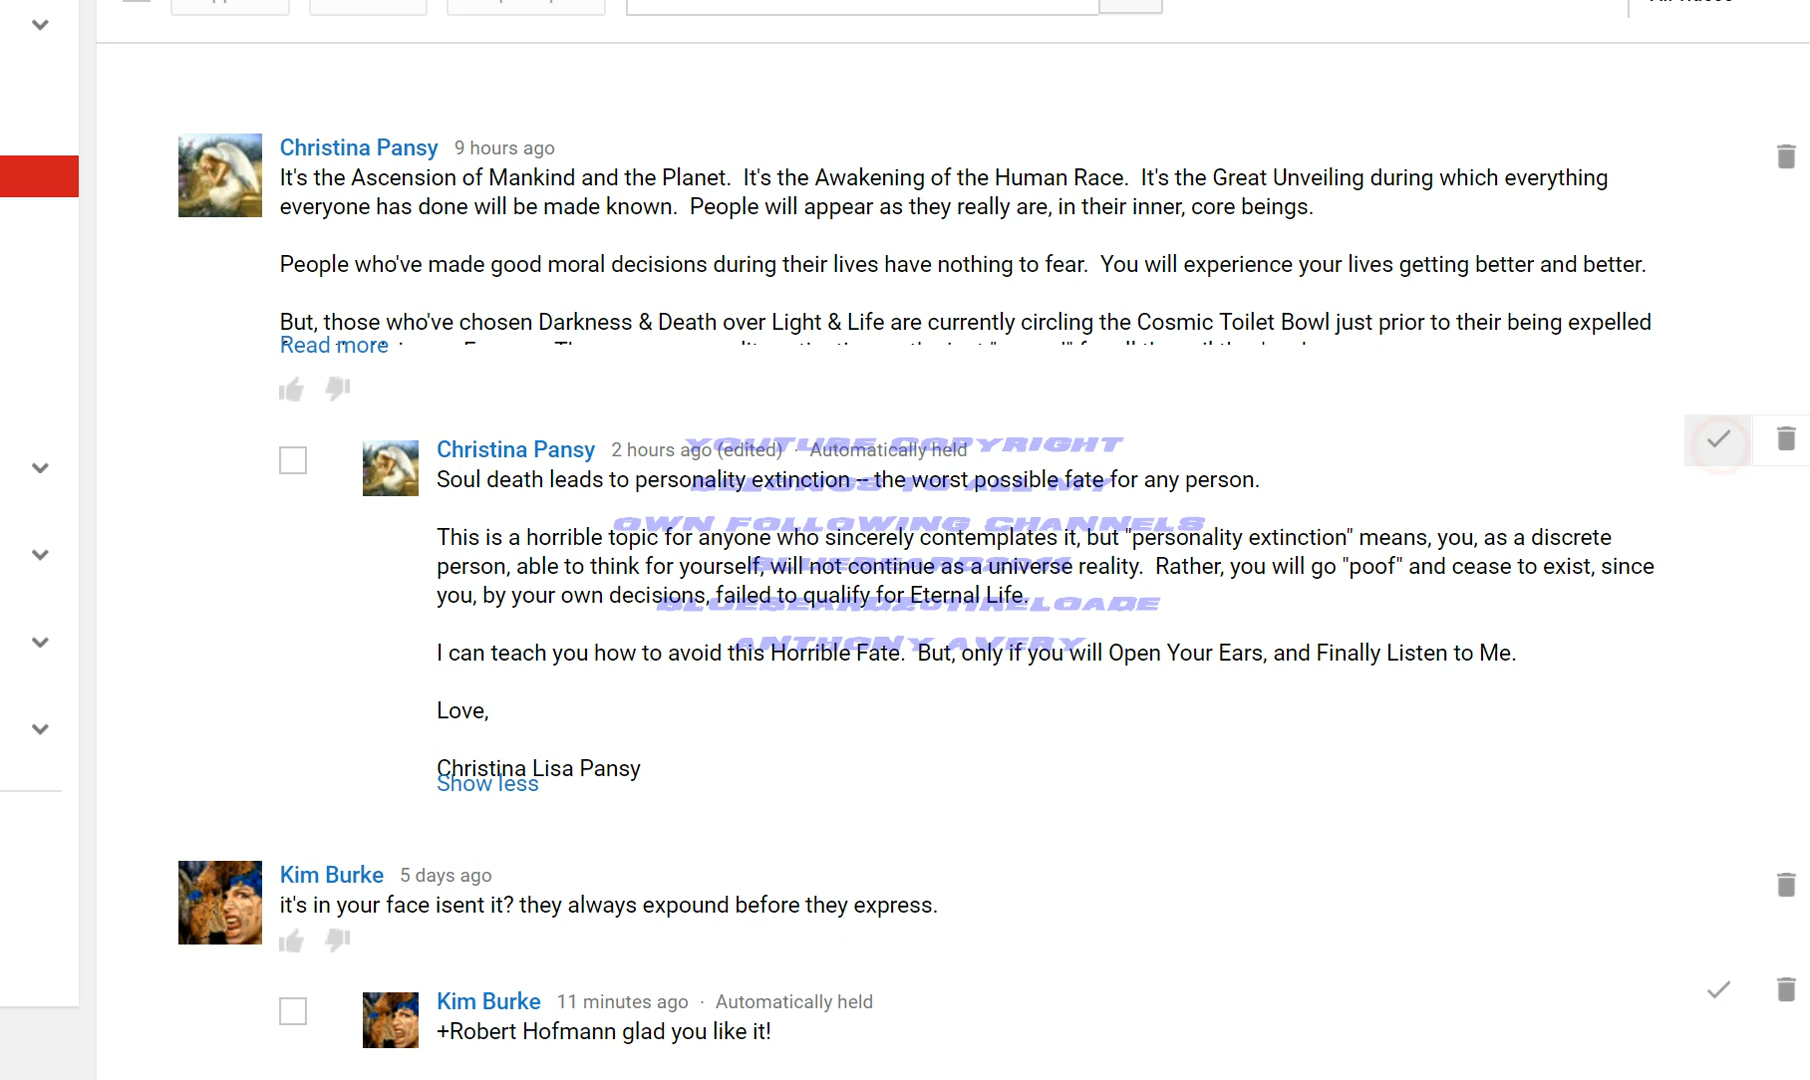 Christina Pansy 9 hours ago
It's the Ascension of Mankind and the Planet.  It's the Awakening of the Human Race.  It's the Great Unveiling during which everything
everyone has done will be made known.  People will appear as they really are, in their inner, core beings.
People who've made good moral decisions during their lives have nothing to fear.  You will experience your lives getting better and better.
But, those who've chosen Darkness & Death over Light & Life are currently circling the Cosmic Toilet Bowl just prior to their being expelled
Read more
Christina Pansy 2 hours ago (edited) · Automatically held
YOUTUBE COPYRIGHT
Soul death leads to personality extinction -- the worst possible fate for any person.
BELONGS TO ALL MY
OWN FOLLOWING CHANNELS
This is a horrible topic for anyone who sincerely contemplates it, but "personality extinction" means, you, as a discrete
person, able to think for yourself, will not continue as a universe reality.  Rather, you will go "poof" and cease to exist, since
BLUEBEARD2011
you, by your own decisions, failed to qualify for Eternal Life.
BLUEBEARD2011RELOADE
ANTHONY AVERY
I can teach you how to avoid this Horrible Fate.  But, only if you will Open Your Ears, and Finally Listen to Me.
Love,
Christina Lisa Pansy
Show less
Kim Burke 5 days ago
it's in your face isent it? they always expound before they express.
Kim Burke 11 minutes ago · Automatically held
+Robert Hofmann glad you like it!